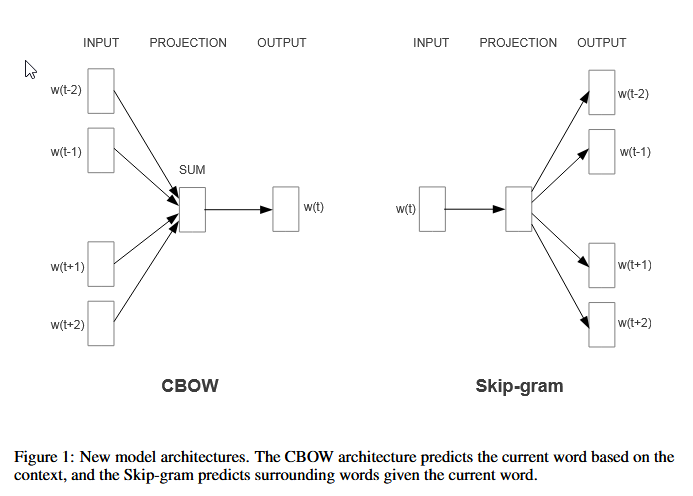 INPUT PROJECTION OUTPUT
w(t-2)
w(t-1)
SUM
w(t)
w(t+1)
w(t+2)
CBOW
INPUT PROJECTION OUTPUT
w(t-2)
w(t-1)
w(t)
w(t+1)
w(t+2)
Skip-gram
Figure 1: New model architectures. The CBOW architecture predicts the current word based on the
context, and the Skip-gram predicts surrounding words given the current word.